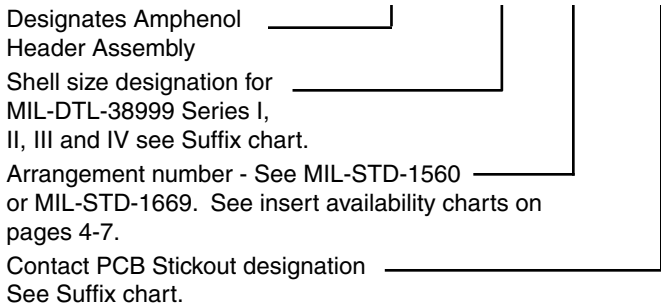 Designates Amphenol
Header Assembly
Shell size designation for
MIL-DTL-38999 Series I,
II, III and IV see Suffix chart.
Arrangement number - See MIL-STD-1560
or MIL-STD-1669.  See insert availability charts on
pages 4-7.
Contact PCB Stickout designation
See Suffix chart.